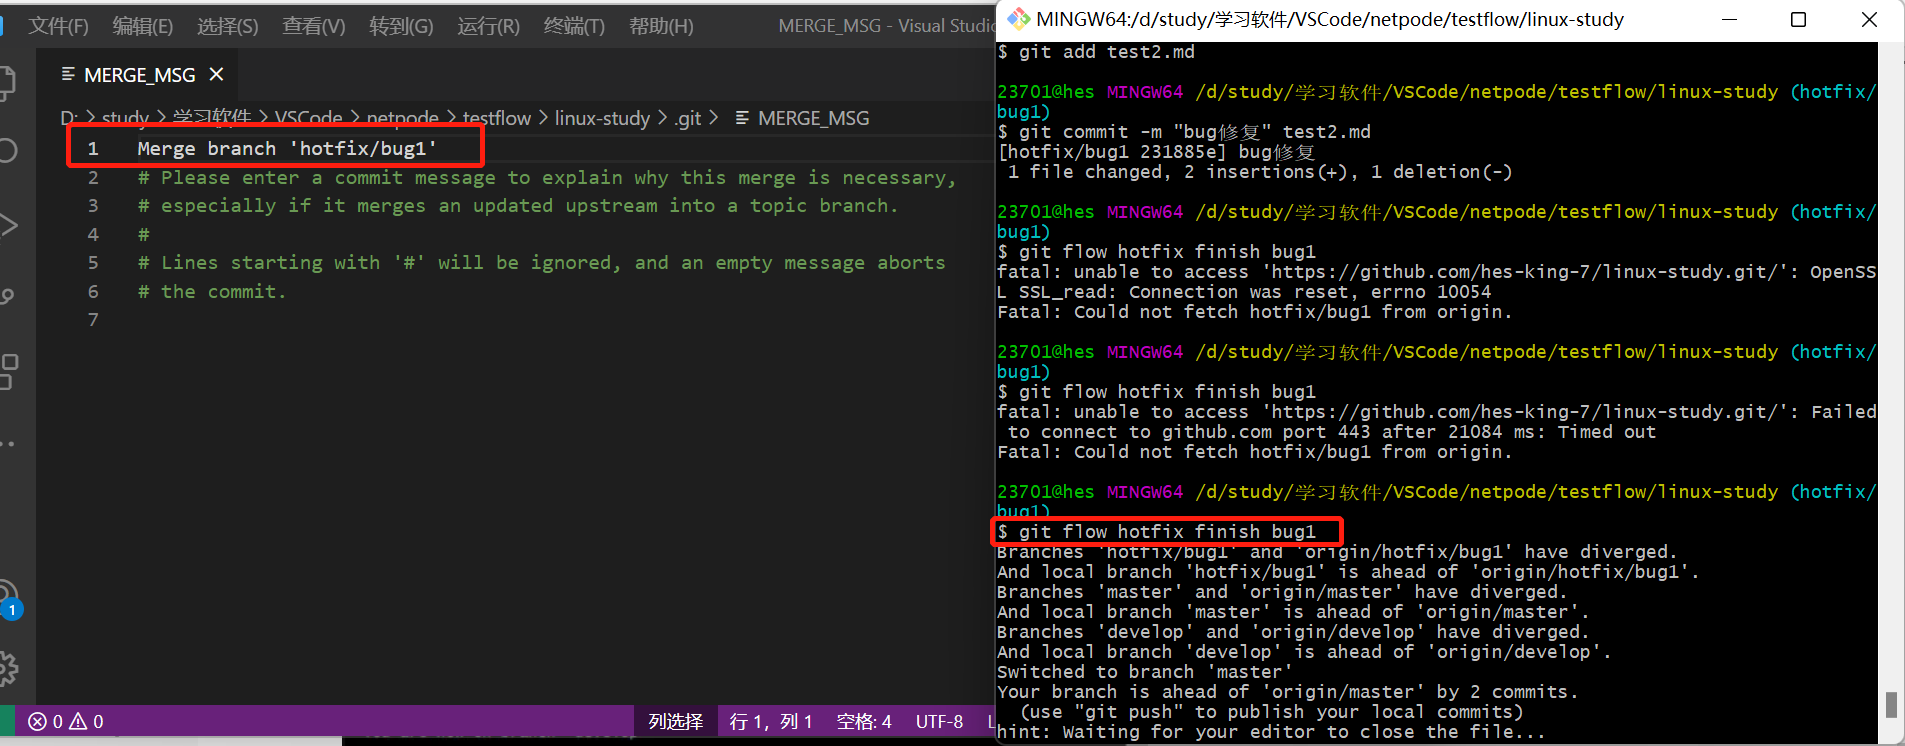 文件(F) 编辑(E) 选择(S) 查看(V) 转到(G) 运行(R) 终端(T) 帮助(H) MERGE_MSG - Visual Studio
MERGE_MSG
D: > study > 学习软件 > VSCode > netpode > testflow > linux-study > .git > MERGE_MSG
1 Merge branch 'hotfix/bug1'
2 # Please enter a commit message to explain why this merge is necessary,
3 # especially if it merges an updated upstream into a topic branch.
4 #
5 # Lines starting with '#' will be ignored, and an empty message aborts
6 # the commit.
7
1
0 0 列选择 行 1，列 1 空格: 4 UTF-8 L
MINGW64:/d/study/学习软件/VSCode/netpode/testflow/linux-study
$ git add test2.md
23701@hes MINGW64 /d/study/学习软件/VSCode/netpode/testflow/linux-study (hotfix/
bug1)
$ git commit -m "bug修复" test2.md
[hotfix/bug1 231885e] bug修复
1 file changed, 2 insertions(+), 1 deletion(-)
23701@hes MINGW64 /d/study/学习软件/VSCode/netpode/testflow/linux-study (hotfix/
bug1)
$ git flow hotfix finish bug1
fatal: unable to access 'https://github.com/hes-king-7/linux-study.git/': OpenSS
L SSL_read: Connection was reset, errno 10054
Fatal: Could not fetch hotfix/bug1 from origin.
23701@hes MINGW64 /d/study/学习软件/VSCode/netpode/testflow/linux-study (hotfix/
bug1)
$ git flow hotfix finish bug1
fatal: unable to access 'https://github.com/hes-king-7/linux-study.git/': Failed
to connect to github.com port 443 after 21084 ms: Timed out
Fatal: Could not fetch hotfix/bug1 from origin.
23701@hes MINGW64 /d/study/学习软件/VSCode/netpode/testflow/linux-study (hotfix/
bug1)
$ git flow hotfix finish bug1
Branches 'hotfix/bug1' and 'origin/hotfix/bug1' have diverged.
And local branch 'hotfix/bug1' is ahead of 'origin/hotfix/bug1'.
Branches 'master' and 'origin/master' have diverged.
And local branch 'master' is ahead of 'origin/master'.
Branches 'develop' and 'origin/develop' have diverged.
And local branch 'develop' is ahead of 'origin/develop'.
Switched to branch 'master'
Your branch is ahead of 'origin/master' by 2 commits.
(use "git push" to publish your local commits)
hint: Waiting for your editor to close the file...